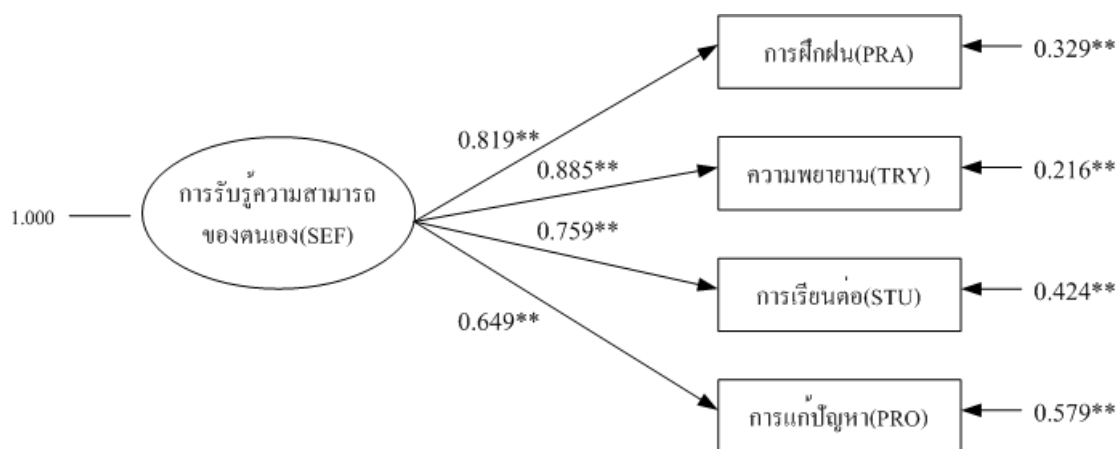 การฝึกฝน(PRA)
0.329**
0.819**
0.885**
ความพยายาม(TRY)
0.216**
การรับรู้ความสามารถ
ของตนเอง(SEF)
1.000
0.759**
การเรียนต่อ(STU)
0.424**
0.649**
การแก้ปัญหา(PRO)
0.579**